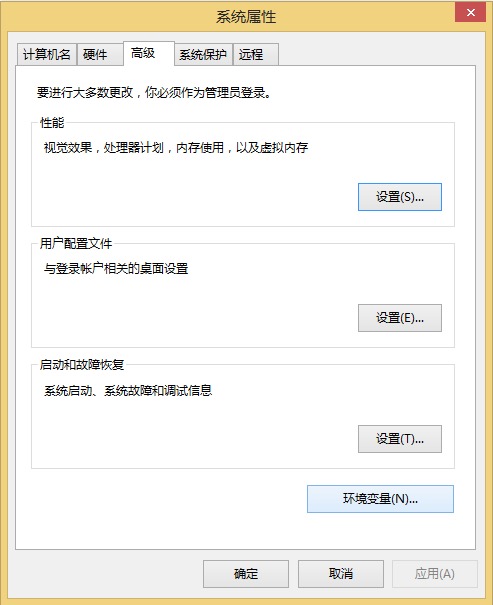 系统属性
计算机名 硬件 高级 系统保护 远程
要进行大多数更改，你必须作为管理员登录。
性能
视觉效果，处理器计划，内存使用，以及虚拟内存
设置(S)...
用户配置文件
与登录帐户相关的桌面设置
设置(E)...
启动和故障恢复
系统启动、系统故障和调试信息
设置(T)...
环境变量(N)...
确定 取消 应用(A)